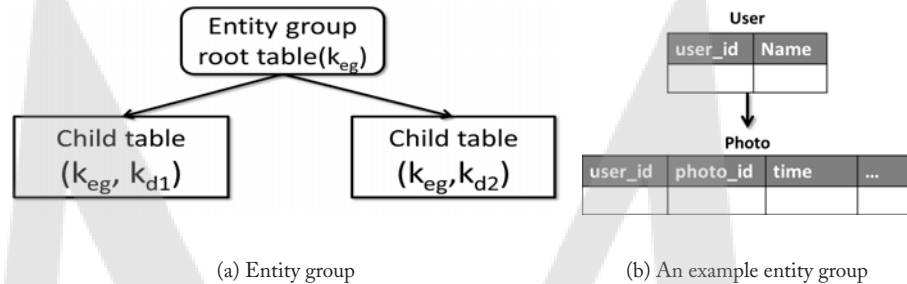 Entity group
root table(k_eg)
Child table
(k_eg, k_d1)
Child table
(k_eg,k_d2)
(a) Entity group
User
user_id Name
Photo
user_id photo_id time ...
(b) An example entity group